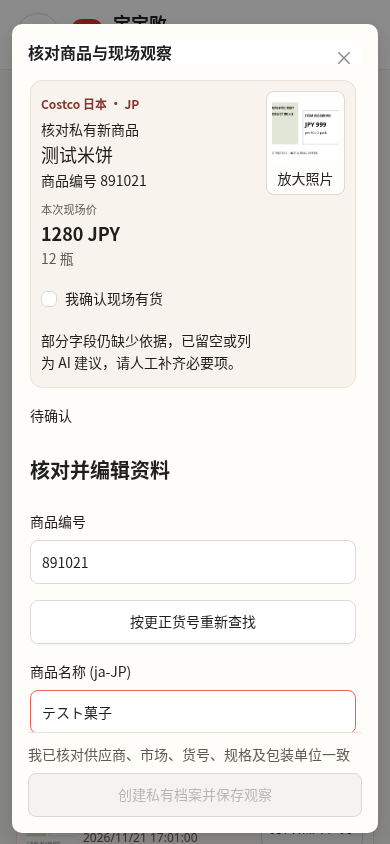 核对商品与现场观察
Costco 日本 · JP
核对私有新商品
测试米饼
商品编号 891021
本次现场价
1280 JPY
12 瓶
JPY 999
放大照片
我确认现场有货
部分字段仍缺少依据，已留空或列
为 AI 建议，请人工补齐必要项。
待确认
核对并编辑资料
商品编号
891021
按更正货号重新查找
商品名称 (ja-JP)
テスト菓子
我已核对供应商、市场、货号、规格及包装单位一致
创建私有档案并保存观察
2026/11/21 17:01:00